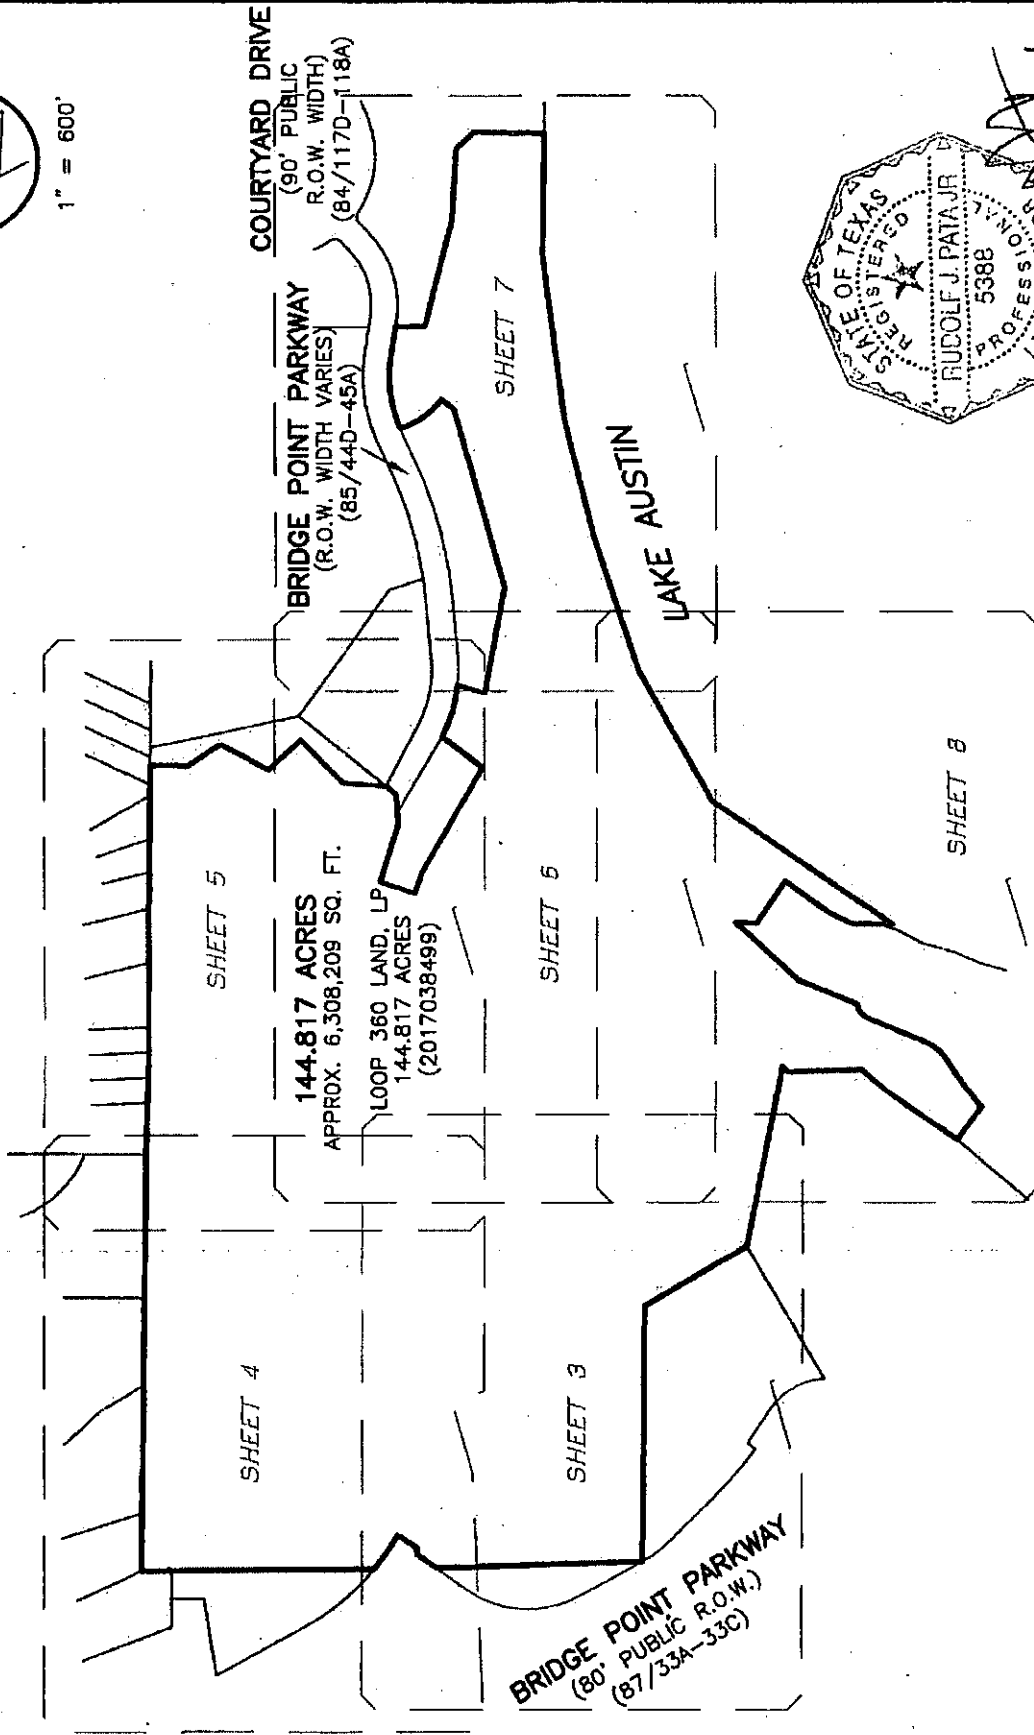 1" = 600'
COURTYARD DRIVE
(90' PUBLIC
R.O.W. WIDTH)
(84/117D-118A)
BRIDGE POINT PARKWAY
(R.O.W. WIDTH VARIES)
(85/44D-45A)
SHEET 7
LAKE AUSTIN
SHEET 5
144.817 ACRES
APPROX. 6,308,209 SQ. FT.
LOOP 360 LAND, LP
144.817 ACRES
(2017038499)
SHEET 6
SHEET 8
SHEET 4
SHEET 3
BRIDGE POINT PARKWAY
(80' PUBLIC R.O.W.)
(87/33A-33C)
STATE OF TEXAS
REGISTERED
RUDOLF J. PATA JR
5388
PROFESSIONAL